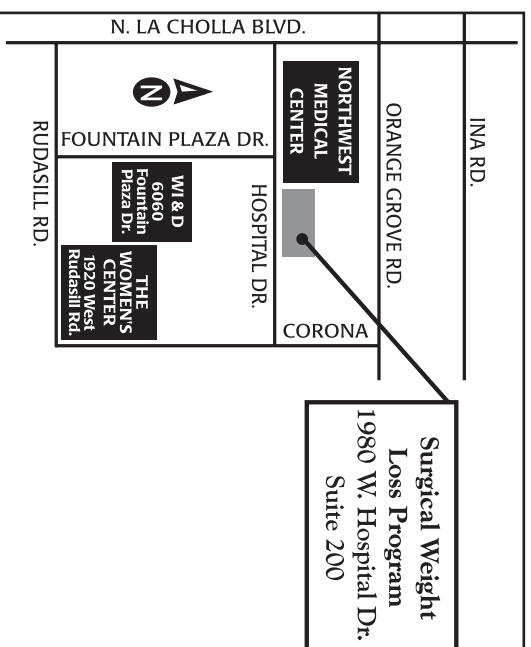 N. LA CHOLLA BLVD.
INA RD.
ORANGE GROVE RD.
NORTHWEST
MEDICAL
CENTER
HOSPITAL DR.
CORONA
FOUNTAIN PLAZA DR.
N
WI & D
6060
Fountain
Plaza Dr.
THE
WOMEN'S
CENTER
1920 West
Rudasill Rd.
RUDASILL RD.
Surgical Weight
Loss Program
1980 W. Hospital Dr.
Suite 200